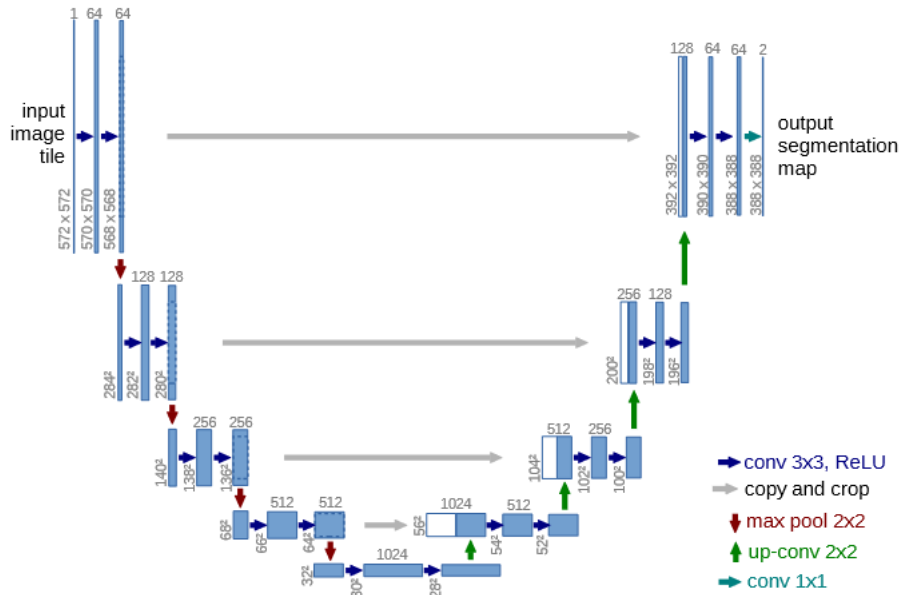 1 64 64
input
image
tile
572 x 572
570 x 570
568 x 568
128 64 64 2
output
segmentation
map
392 x 392
390 x 390
388 x 388
388 x 388
128 128
284²
282²
280²
256 128
200²
198²
196²
256 256
140²
138²
136²
512 256
104²
102²
100²
512 512
68²
66²
64²
1024 512
56²
54²
52²
1024
32²
30²
28²
conv 3x3, ReLU
copy and crop
max pool 2x2
up-conv 2x2
conv 1x1